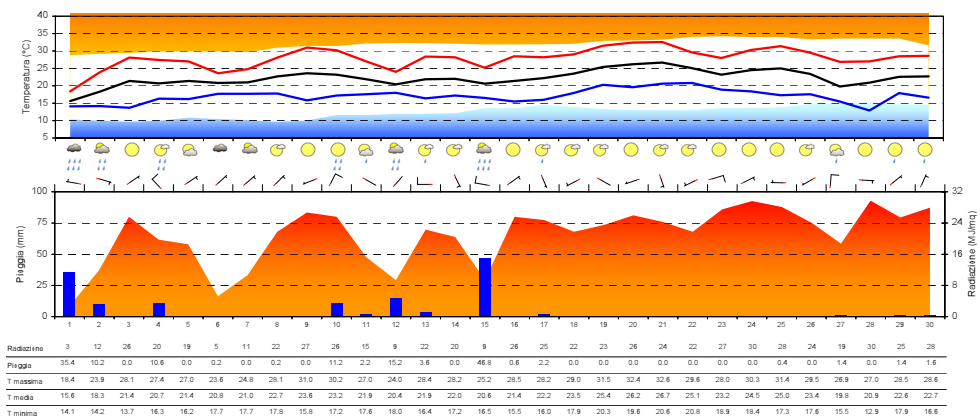 40
35
30
25
20
15
10
5
Temperatura (°C)
100
75
50
25
0
Pioggia (mm)
32
24
16
8
0
Radiazione (MJ/mq)
1 2 3 4 5 6 7 8 9 10 11 12 13 14 15 16 17 18 19 20 21 22 23 24 25 26 27 28 29 30
Radiazione 3 12 26 20 19 5 11 22 27 26 16 9 22 20 9 26 25 22 23 26 24 22 27 30 28 24 19 30 25 28
Pioggia 35.4 10.2 0.0 10.6 0.0 0.2 0.0 0.2 0.0 11.2 2.2 15.2 3.6 0.0 46.8 0.6 2.2 0.0 0.0 0.0 0.0 0.0 0.0 0.0 0.4 0.0 1.4 0.0 1.4 1.6
T massima 18.4 23.9 28.1 27.4 27.0 23.6 24.8 28.1 31.0 30.2 27.0 24.0 28.4 28.2 25.2 28.5 28.2 29.0 31.5 32.4 32.6 29.6 28.0 30.3 31.4 29.5 26.9 27.0 28.5 28.6
T media 15.6 18.3 21.4 20.7 21.4 20.8 21.0 22.7 23.6 23.2 21.9 20.4 21.9 22.0 20.6 21.4 22.2 23.5 25.4 26.2 26.7 25.1 23.2 24.5 25.0 23.4 19.8 20.9 22.6 22.7
T minima 14.1 14.2 13.7 16.3 16.2 17.7 17.7 17.8 15.8 17.2 17.6 18.0 16.4 17.2 16.5 15.5 16.0 17.9 20.3 19.6 20.6 20.8 18.9 18.4 17.3 17.6 15.5 12.9 17.9 16.6